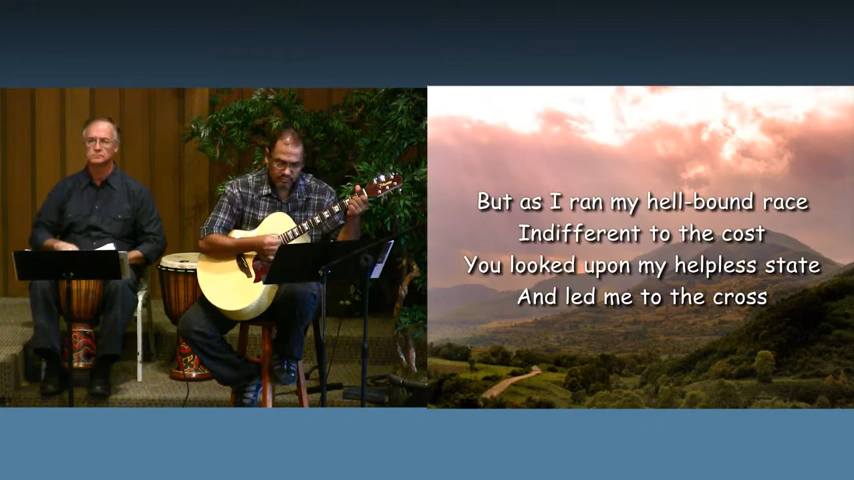 But as I ran my hell-bound race
Indifferent to the cost
You looked upon my helpless state
And led me to the cross